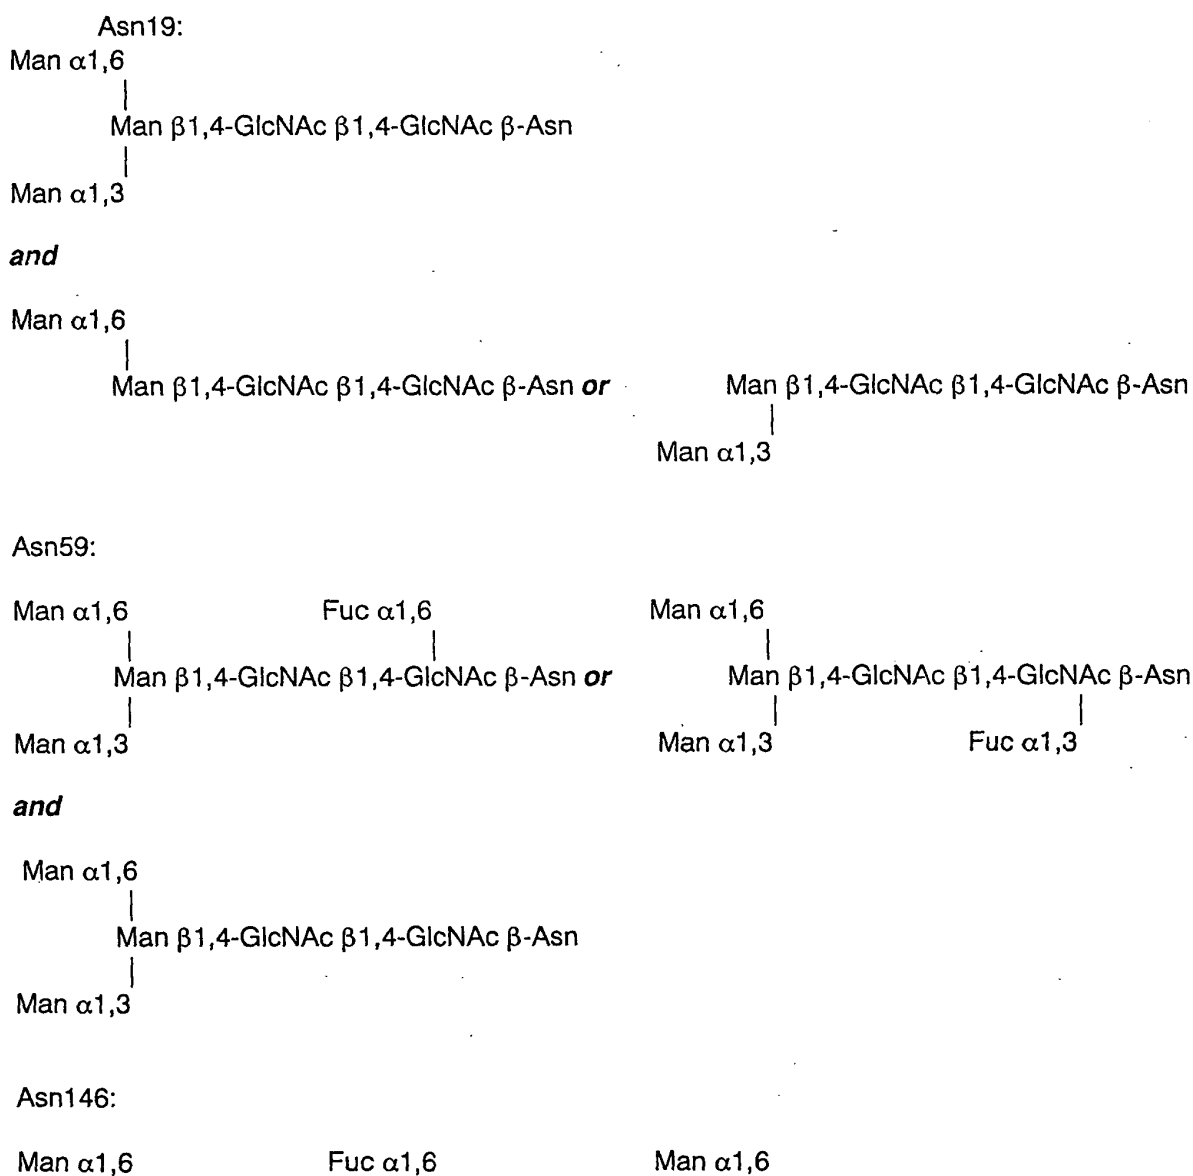 Asn19:
Man α1,6
Man β1,4-GlcNAc β1,4-GlcNAc β-Asn
Man α1,3
and
Man α1,6
Man β1,4-GlcNAc β1,4-GlcNAc β-Asn or Man β1,4-GlcNAc β1,4-GlcNAc β-Asn
Man α1,3
Asn59:
Man α1,6 Fuc α1,6 Man α1,6
Man β1,4-GlcNAc β1,4-GlcNAc β-Asn or Man β1,4-GlcNAc β1,4-GlcNAc β-Asn
Man α1,3 Man α1,3 Fuc α1,3
and
Man α1,6
Man β1,4-GlcNAc β1,4-GlcNAc β-Asn
Man α1,3
Asn146:
Man α1,6 Fuc α1,6 Man α1,6